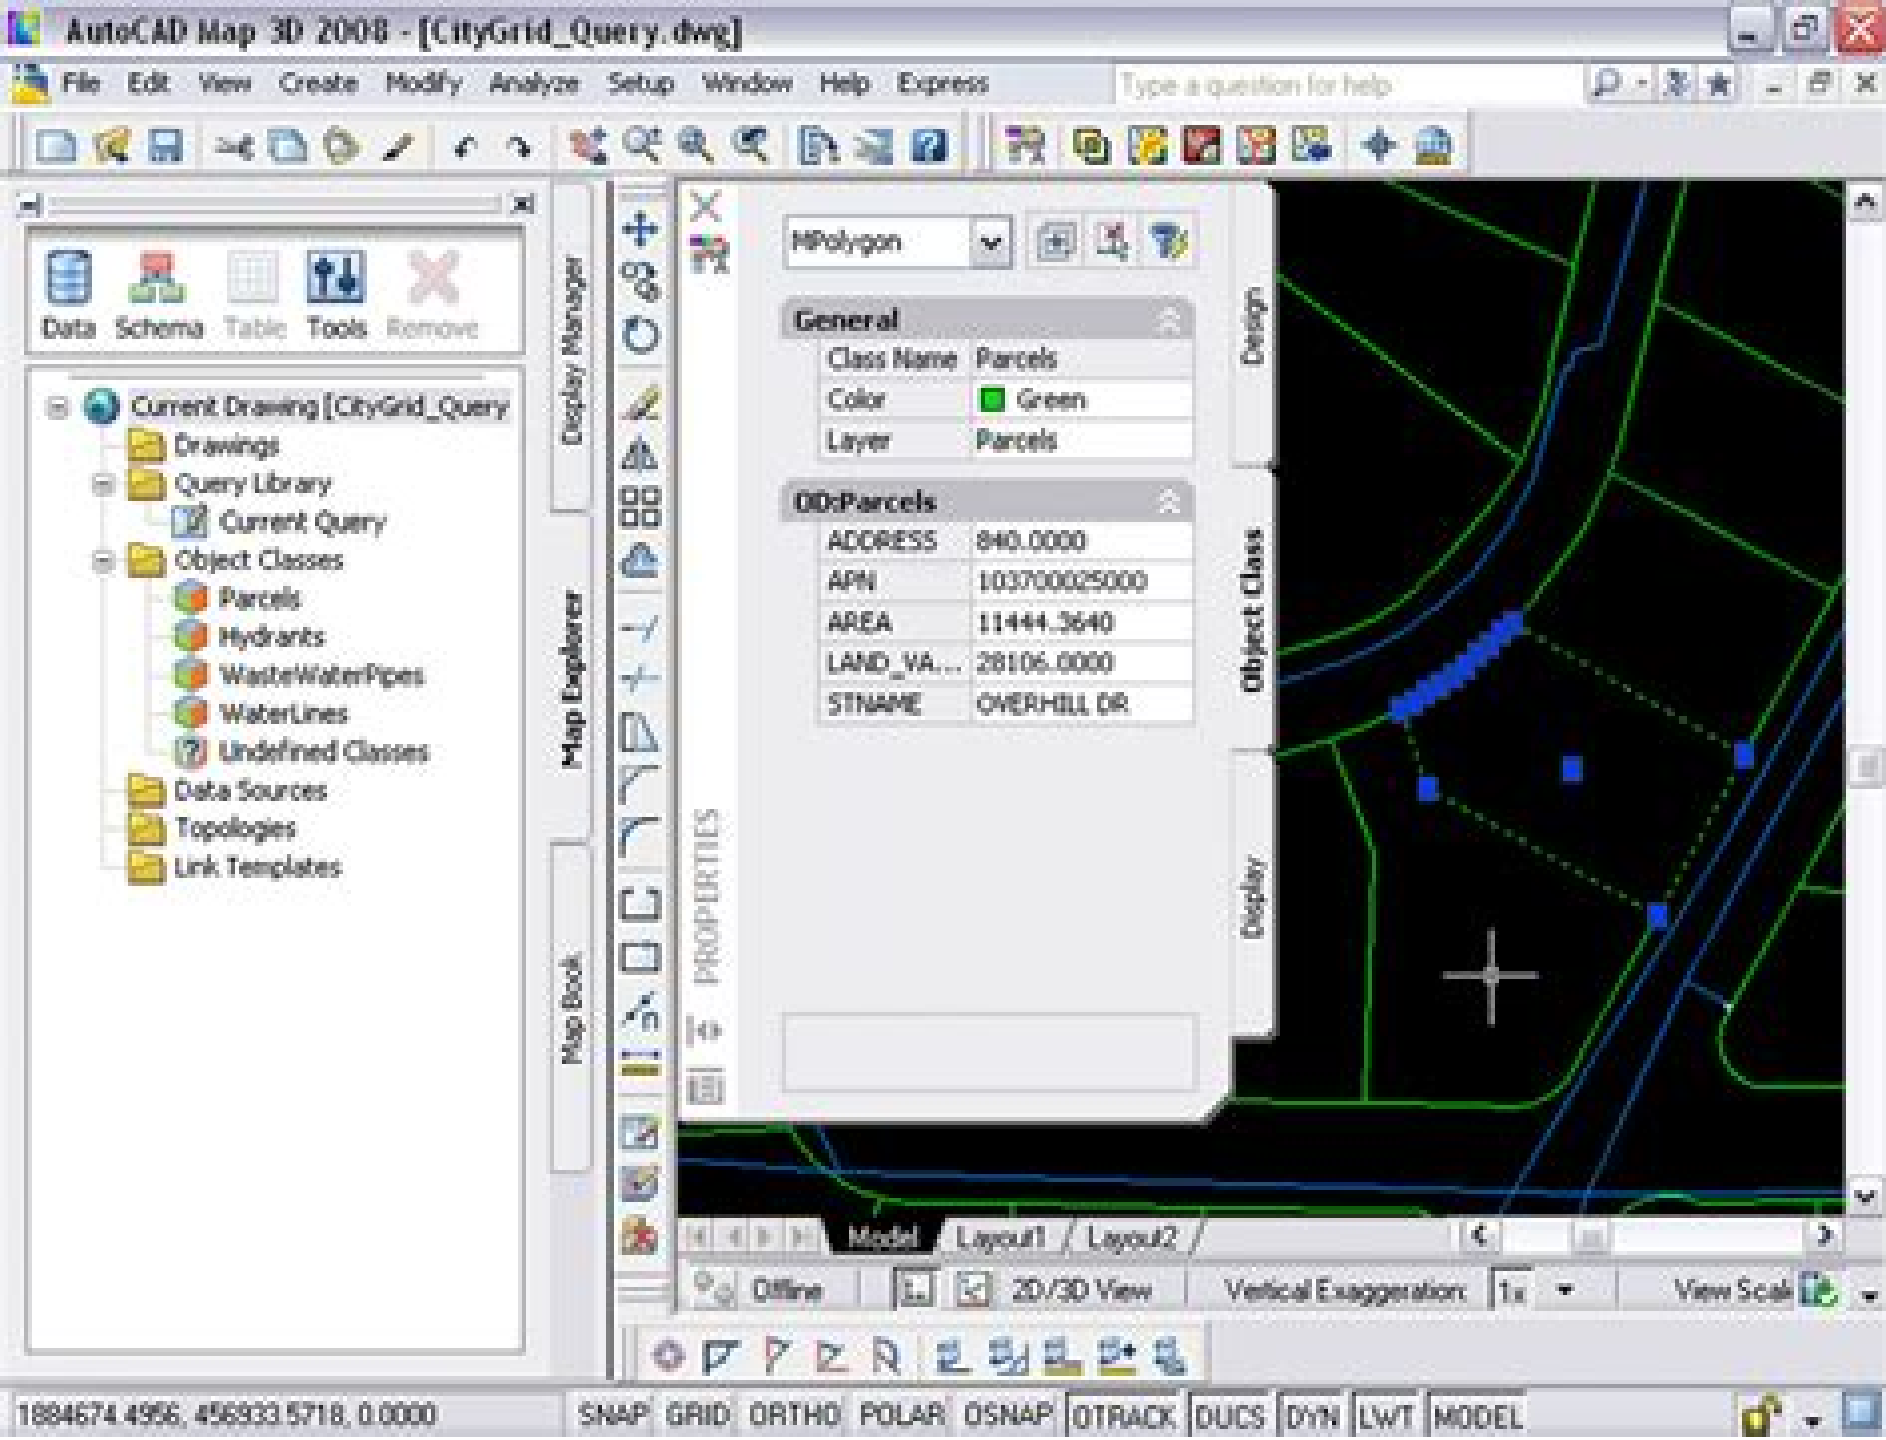 AutoCAD Map 3D 2008 - [CityGrid_Query.dwg]
File Edit View Create Modify Analyze Setup Window Help Express
Type a question for help
Data Schema Table Tools Remove
Current Drawing [CityGrid_Query
Drawings
Query Library
Current Query
Object Classes
Parcels
Hydrants
WasteWaterPipes
WaterLines
Undefined Classes
Data Sources
Topologies
Link Templates
Display Manager
Map Explorer
Map Book
PROPERTIES
MPolygon
General
Class Name Parcels
Color Green
Layer Parcels
OD:Parcels
ADDRESS 840.0000
APN 103700025000
AREA 11444.3640
LAND_VA... 28106.0000
STNAME OVERHILL DR
Design
Object Class
Display
Model Layout1 Layout2
Offline 2D/3D View Vertical Exaggeration: 1x View Scal
1884674.4956, 456933.5718, 0.0000 SNAP GRID ORTHO POLAR OSNAP OTRACK DUCS DYN LWT MODEL